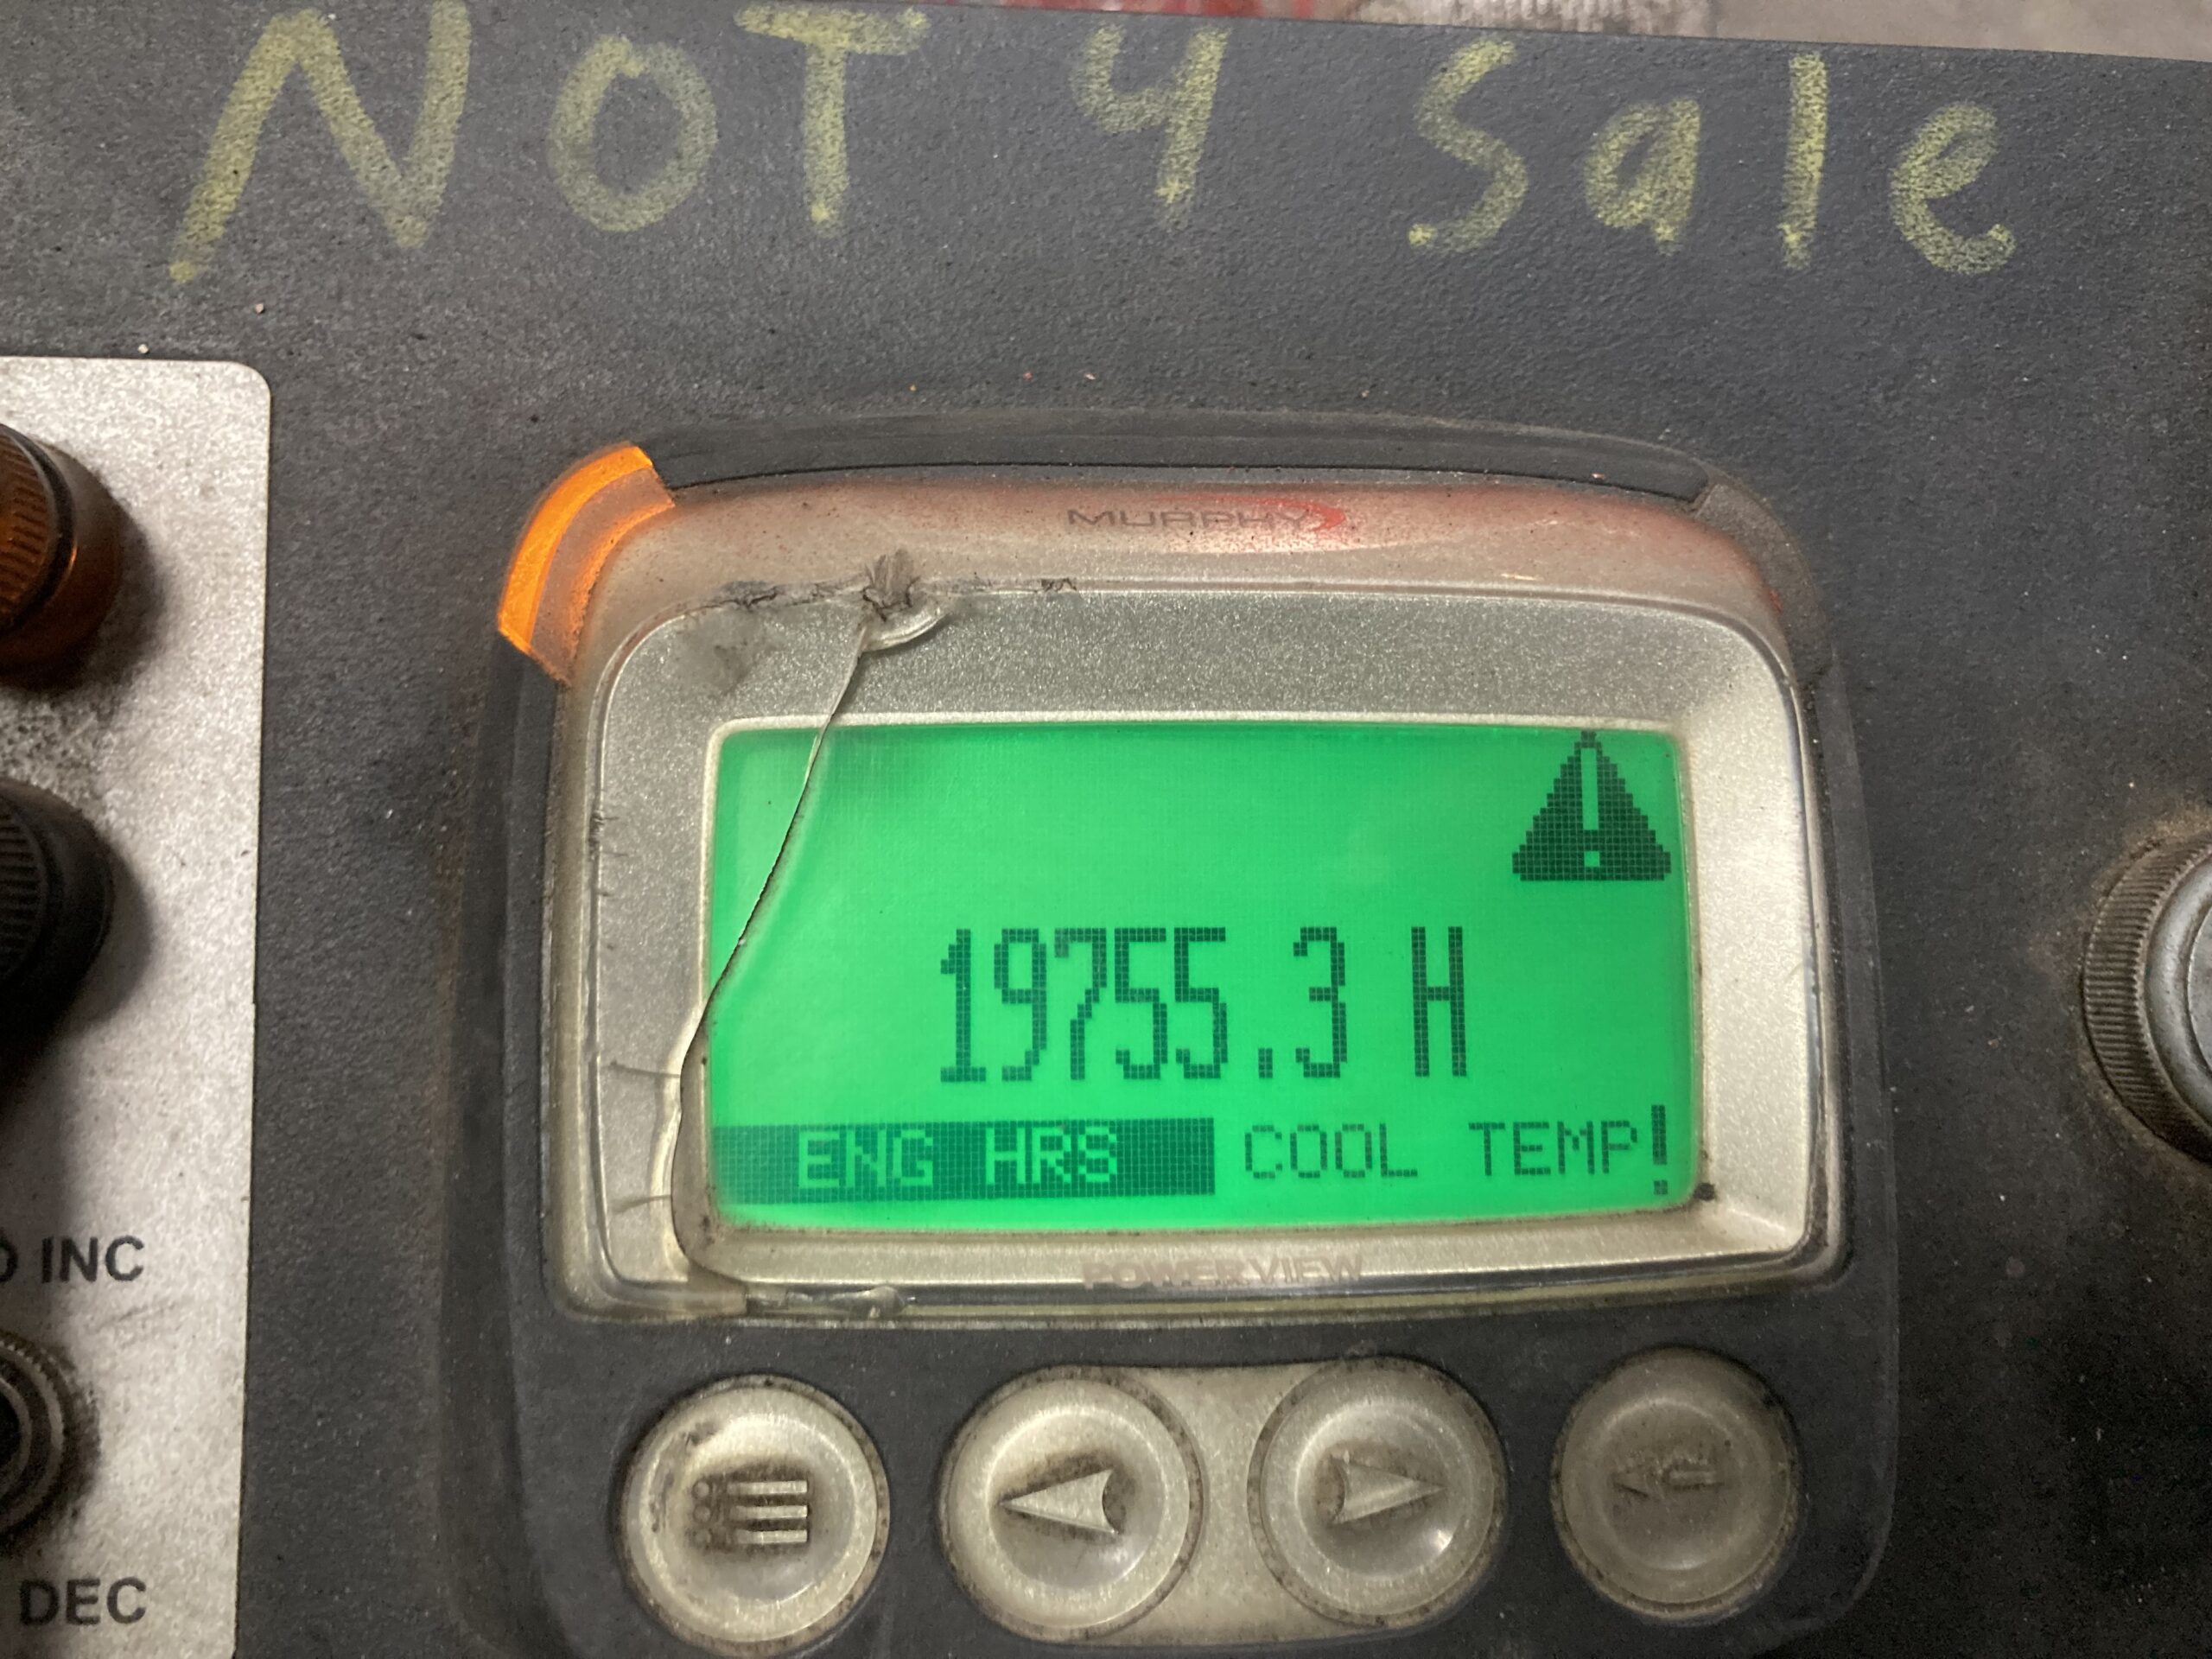 NOT 4 Sale
MURPHY
19755.3 H
ENG HRS COOL TEMP!
POWERVIEW
INC
DEC